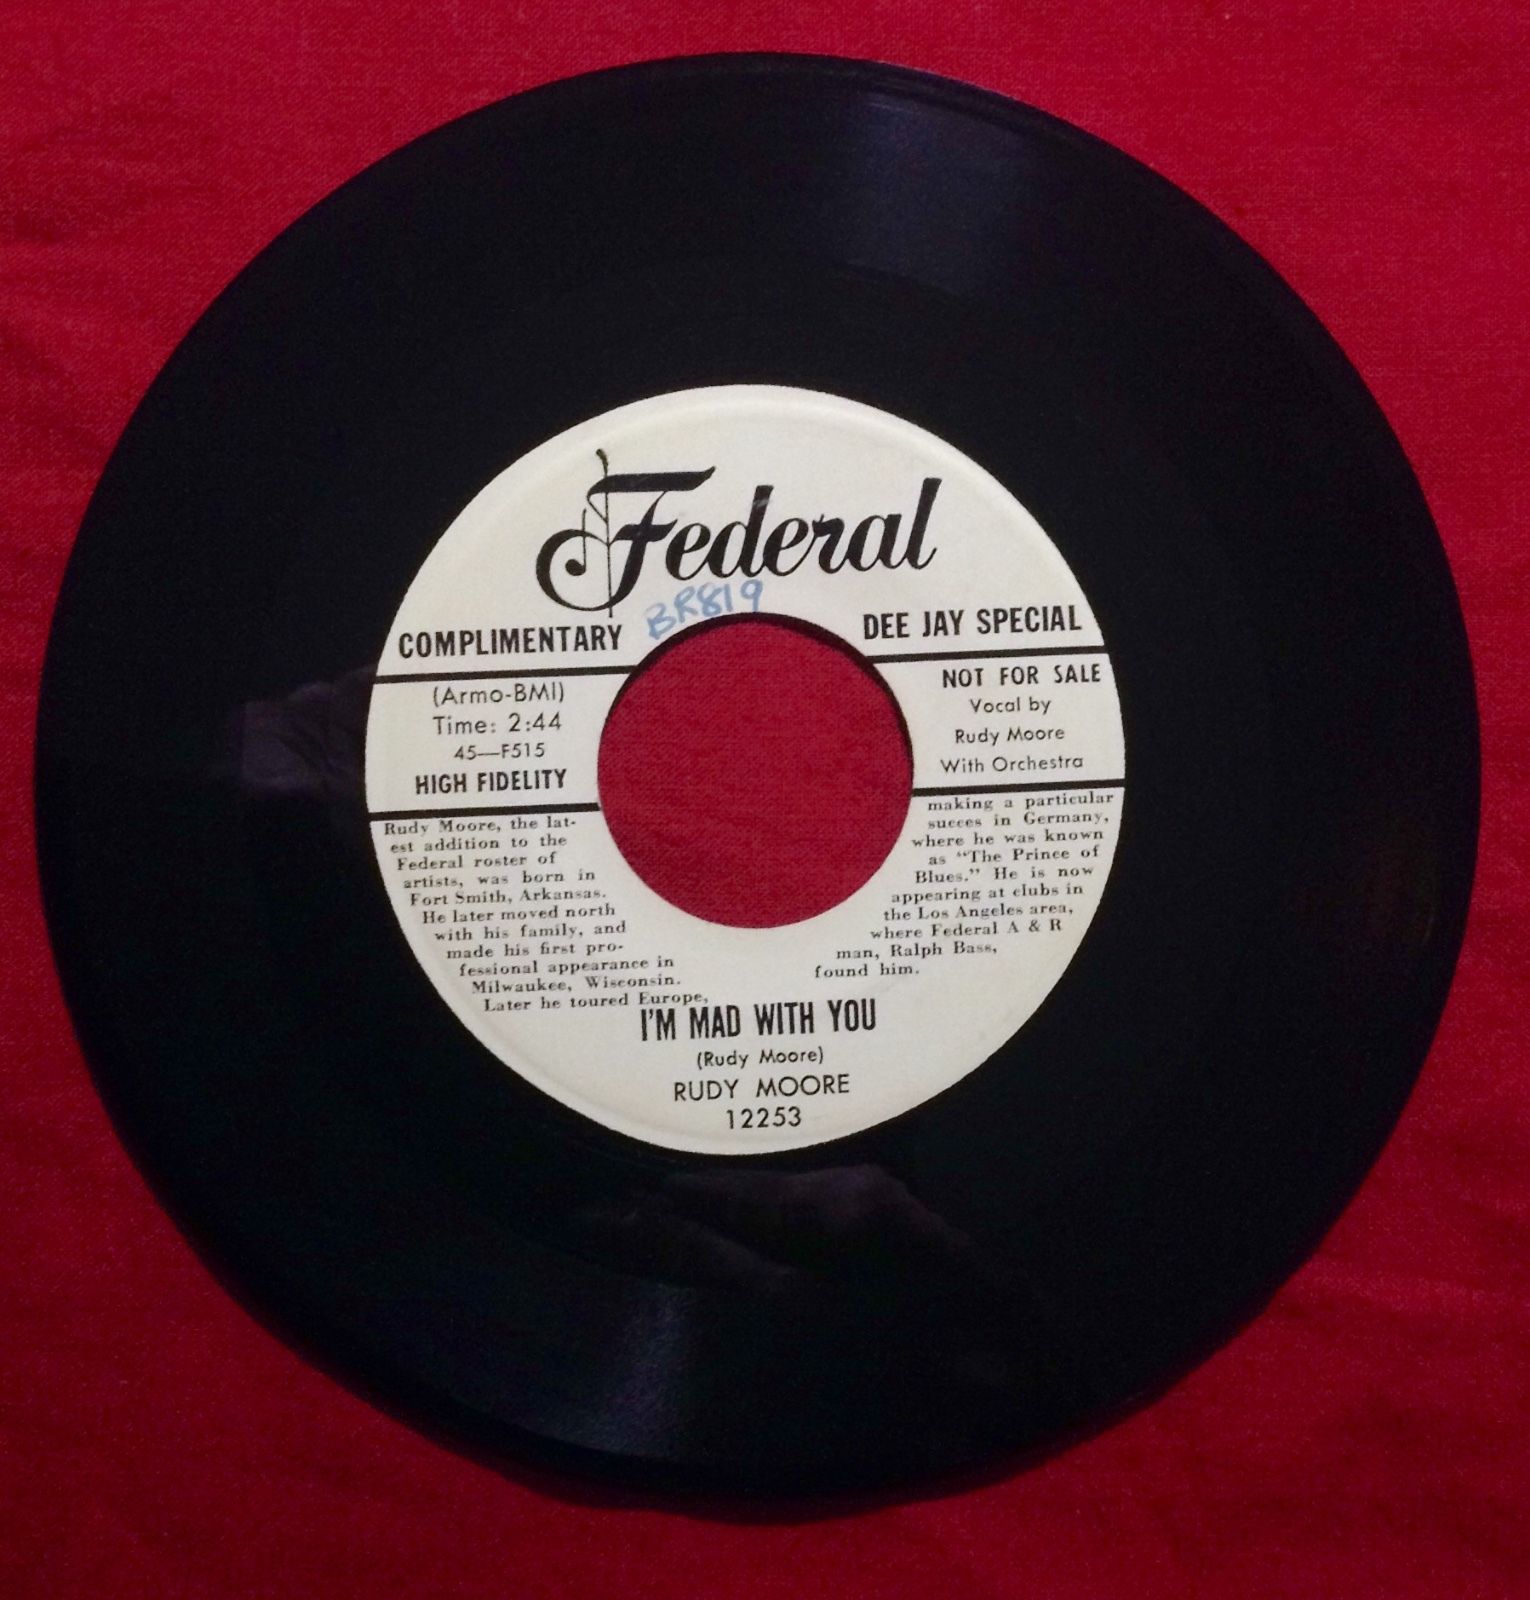 Federal
BR819
COMPLIMENTARY
DEE JAY SPECIAL
(Armo-BMI)
Time: 2:44
45—F515
HIGH FIDELITY
NOT FOR SALE
Vocal by
Rudy Moore
With Orchestra
Rudy Moore, the lat-
est addition to the
Federal roster of
artists, was born in
Fort Smith, Arkansas.
He later moved north
with his family, and
made his first pro-
fessional appearance in
Milwaukee, Wisconsin.
Later he toured Europe,
making a particular
succes in Germany,
where he was known
as "The Prince of
Blues." He is now
appearing at clubs in
the Los Angeles area,
where Federal A & R
man, Ralph Bass,
found him.
I'M MAD WITH YOU
(Rudy Moore)
RUDY MOORE
12253